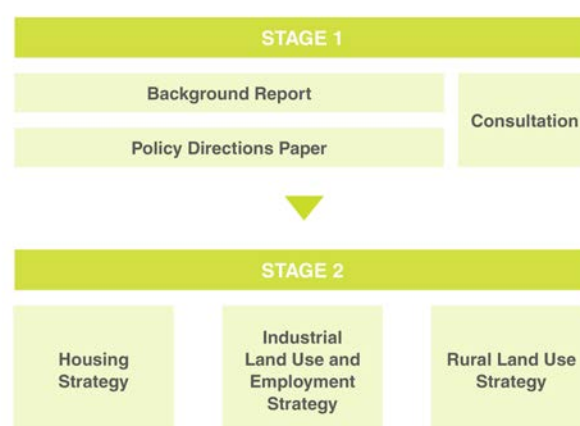 STAGE 1
Background Report
Policy Directions Paper
Consultation
STAGE 2
Housing
Strategy
Industrial
Land Use and
Employment
Strategy
Rural Land Use
Strategy